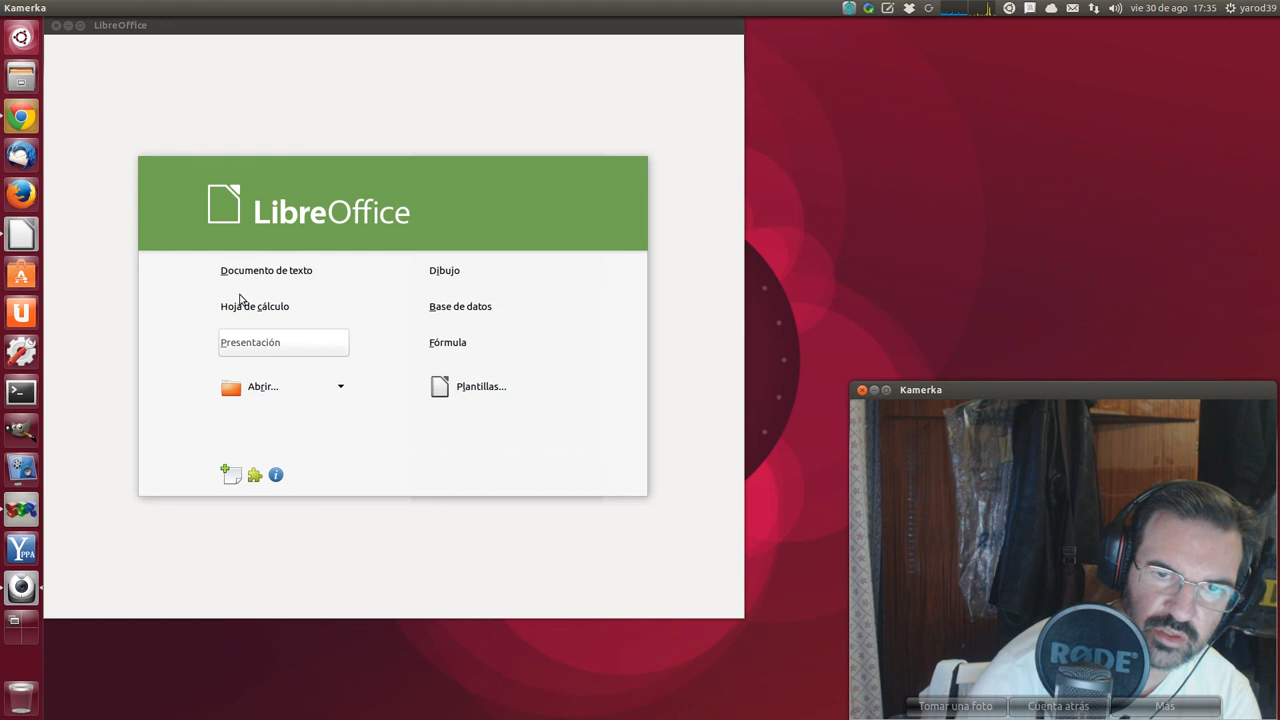 Kamerka
vie 30 de ago
17:35
yarod39
LibreOffice
LibreOffice
Documento de texto
Dibujo
Hoja de cálculo
Base de datos
Presentación
Fórmula
Abrir...
Plantillas...
Kamerka
YPPA
RØDE
Tomar una foto
Cuenta atrás
Más